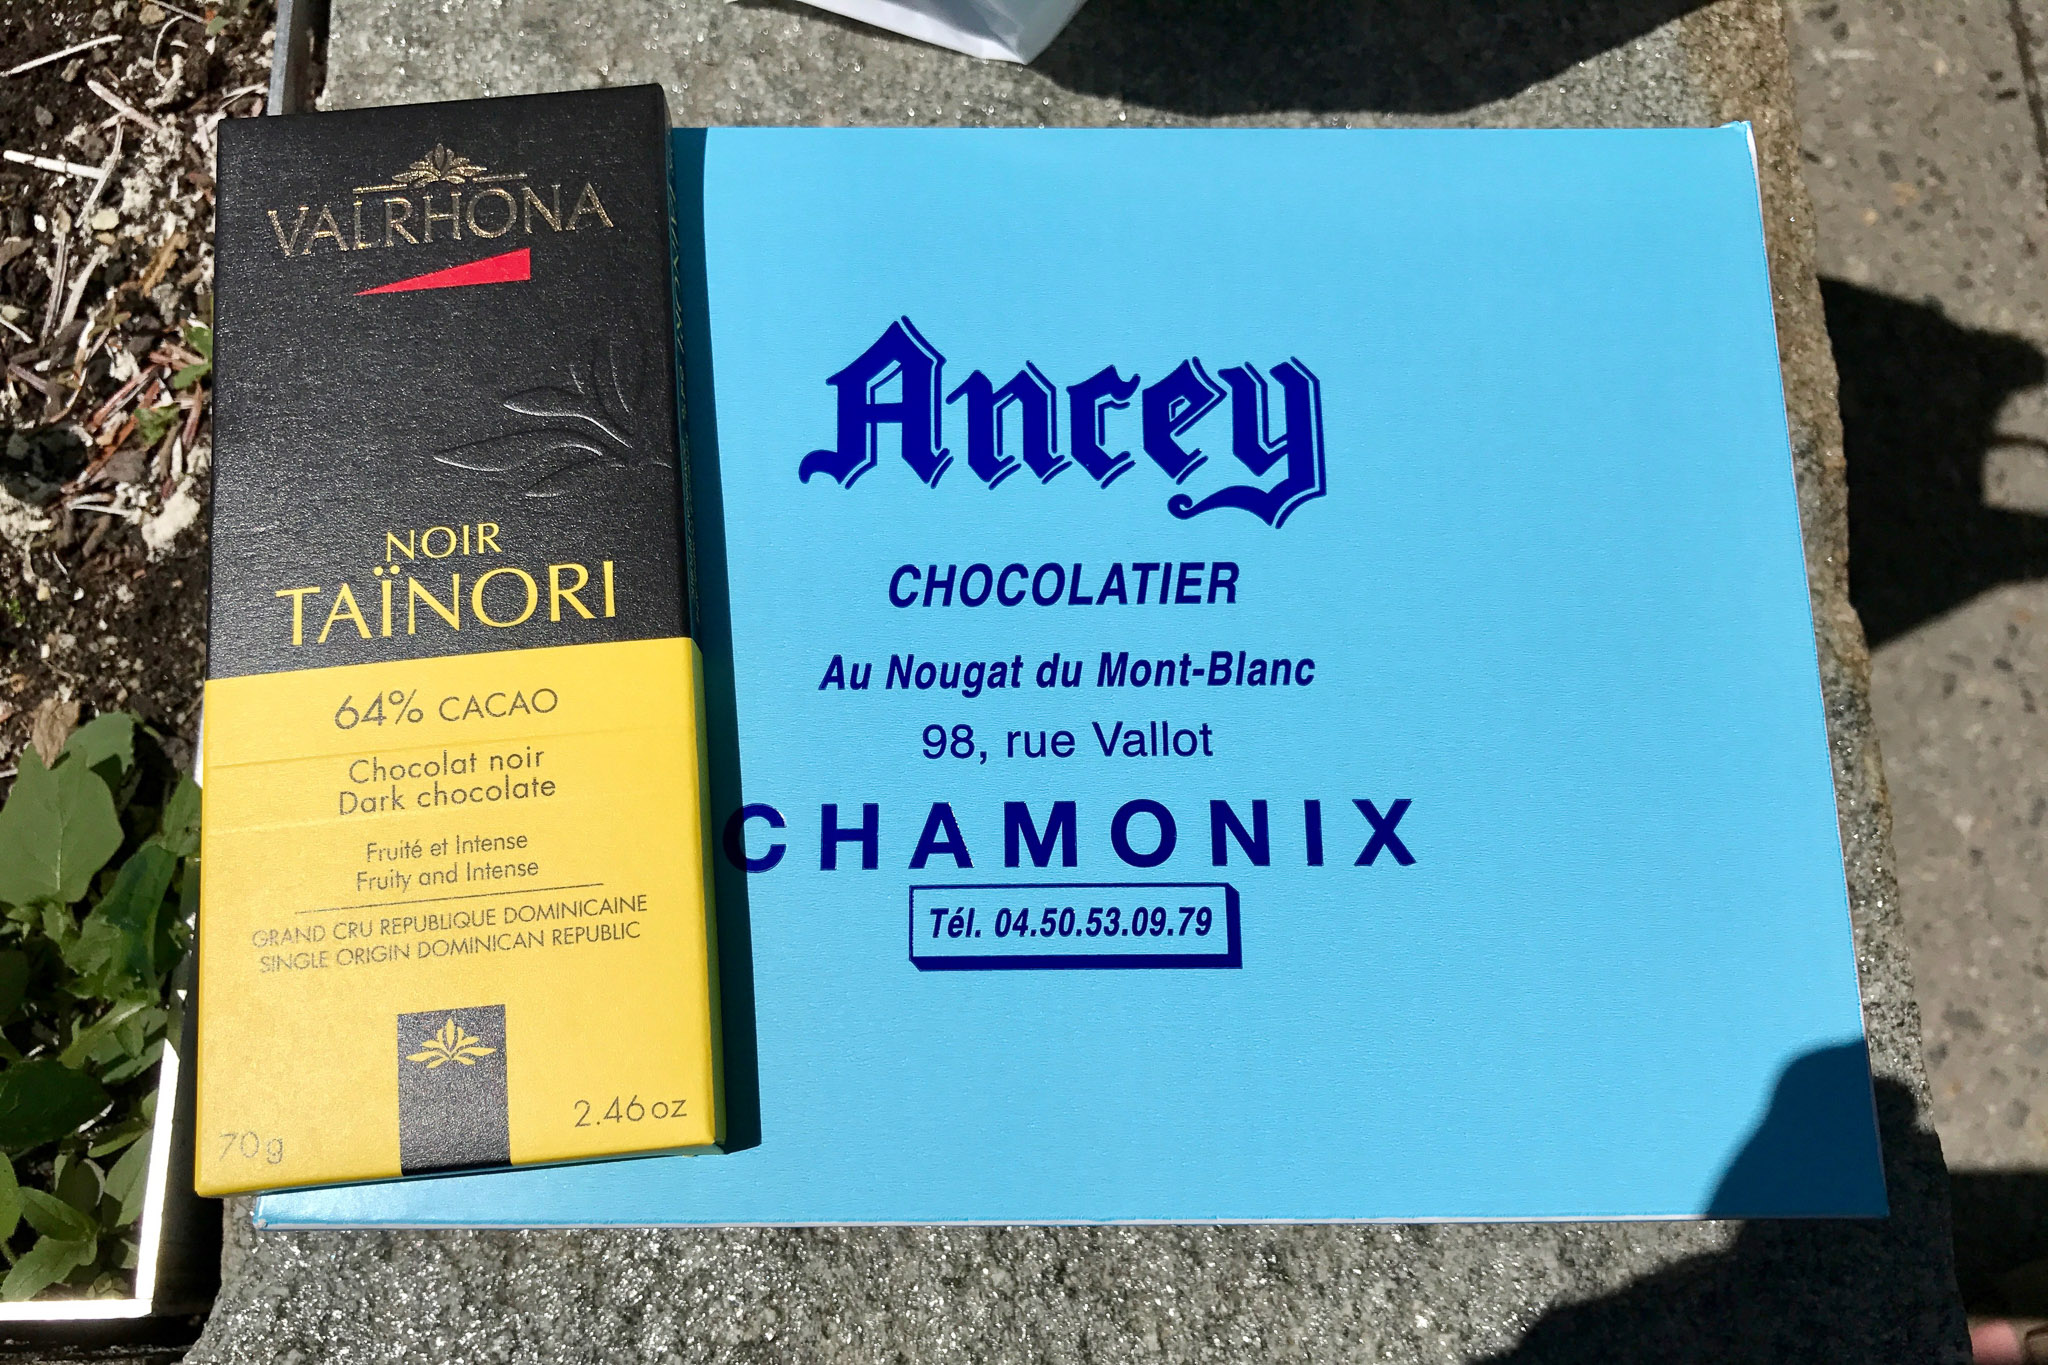 VALRHONA
NOIR
TAÏNORI
64% CACAO
Chocolat noir
Dark chocolate
Fruité et Intense
Fruity and Intense
GRAND CRU REPUBLIQUE DOMINICAINE
SINGLE ORIGIN DOMINICAN REPUBLIC
70g
2.46oz
Ancey
CHOCOLATIER
Au Nougat du Mont-Blanc
98, rue Vallot
CHAMONIX
Tél. 04.50.53.09.79